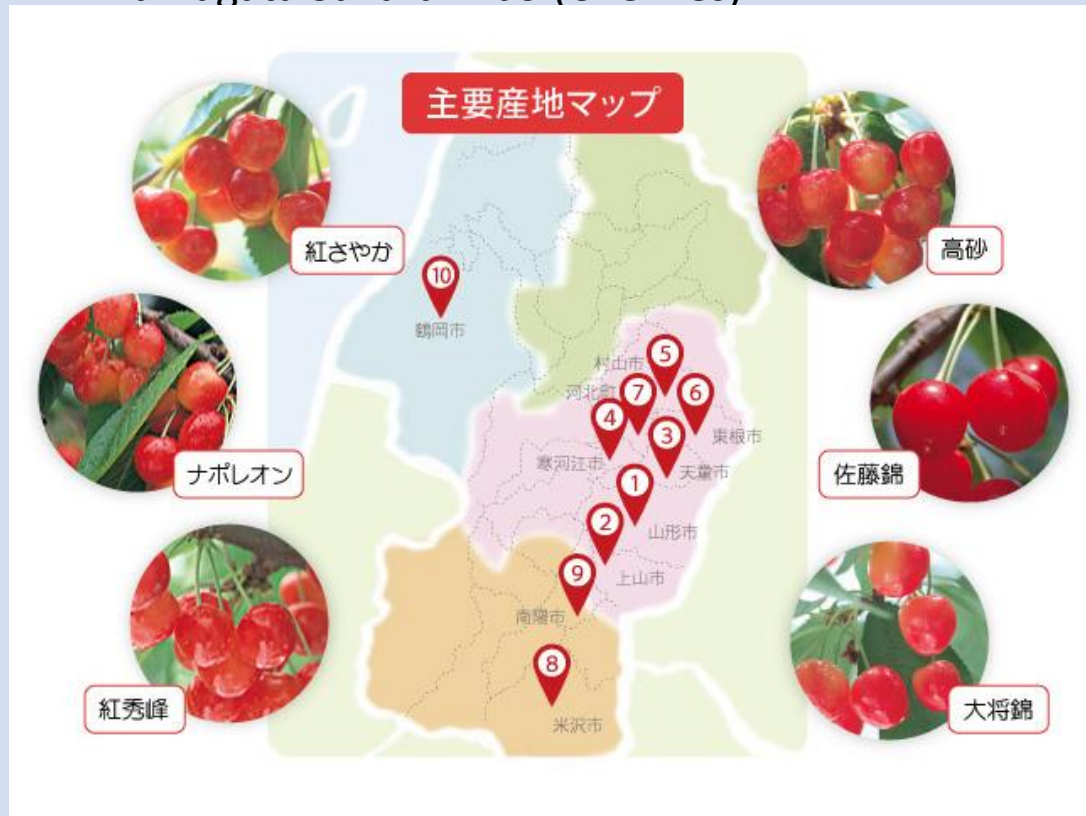 主要産地マップ
紅さやか
高砂
⑩
鶴岡市
村山市
⑤
河北町
⑦
⑥
④
③
東根市
ナポレオン
寒河江市
天童市
佐藤錦
①
②
山形市
⑨
上山市
南陽市
⑧
紅秀峰
大将錦
米沢市